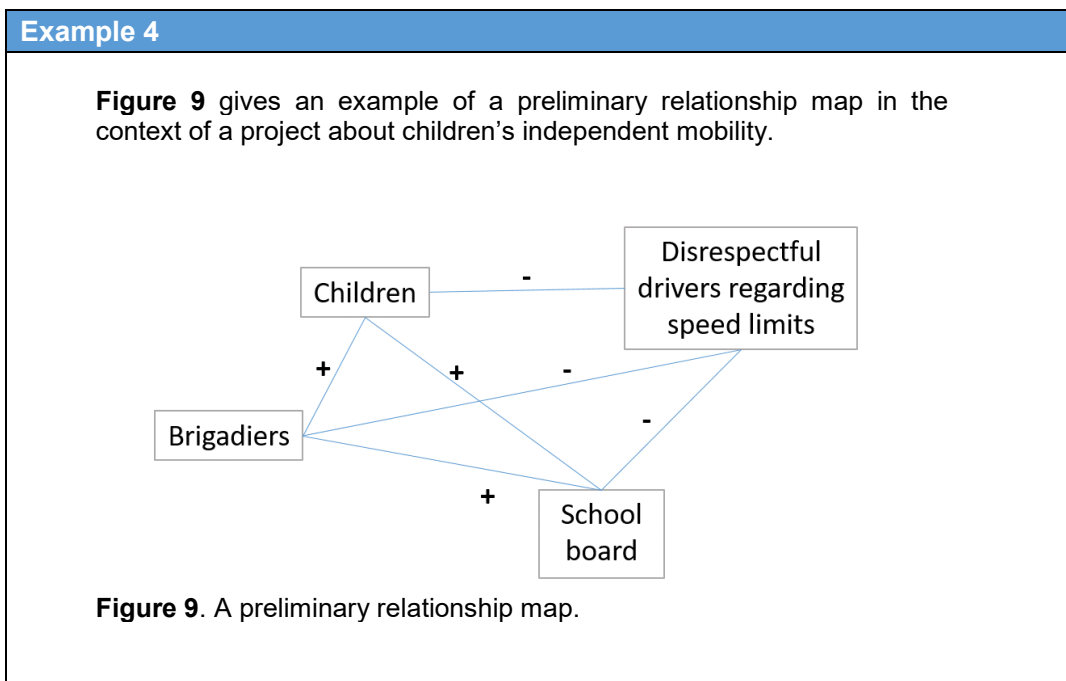 Example 4
Figure 9 gives an example of a preliminary relationship map in the
context of a project about children’s independent mobility.
Disrespectful
drivers regarding
speed limits
-
Children
+
+
-
-
Brigadiers
+
School
board
Figure 9. A preliminary relationship map.